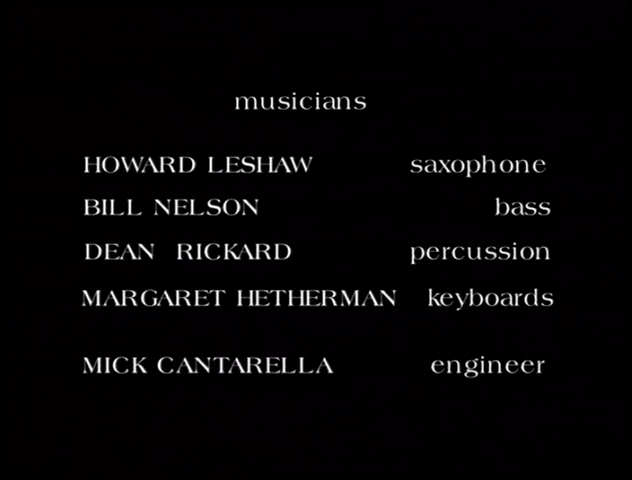 musicians
HOWARD LESHAW saxophone
BILL NELSON bass
DEAN RICKARD percussion
MARGARET HETHERMAN keyboards
MICK CANTARELLA engineer